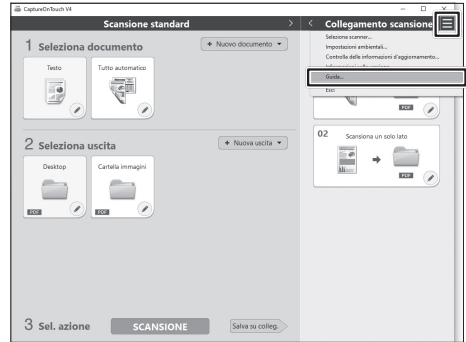 CaptureOnTouch V4
Scansione standard
Collegamento scansione
Selezione scanner...
Impostazioni ambientali...
Controlla delle informazioni d'aggiornamento...
Guida...
Esci
1 Seleziona documento
+ Nuovo documento
Testo
Tutto automatico
PDF
2 Seleziona uscita
+ Nuova uscita
Desktop
Cartella immagini
PDF
PDF
02
Scansiona un solo lato
PDF
3 Sel. azione
SCANSIONE
Salva su colleg.